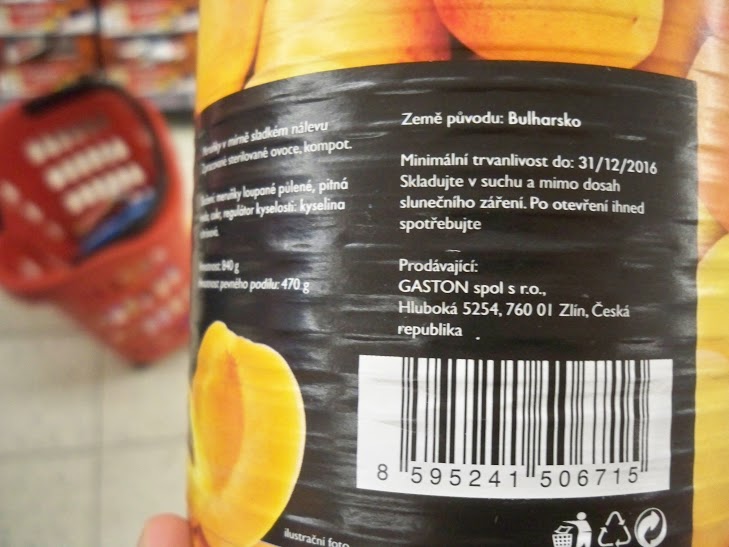 v mírně sladkém nálevu
sterilované ovoce, kompot.
meruňky loupané půlené, pitná
regulátor kyselosti: kyselina
840 g
pevného podílu: 470 g
ilustrační foto
Země původu: Bulharsko
Minimální trvanlivost do: 31/12/2016
Skladujte v suchu a mimo dosah
slunečního záření. Po otevření ihned
spotřebujte
Prodávající:
GASTON spol s r.o.,
Hluboká 5254, 760 01 Zlín, Česká
republika
8 595241 506715